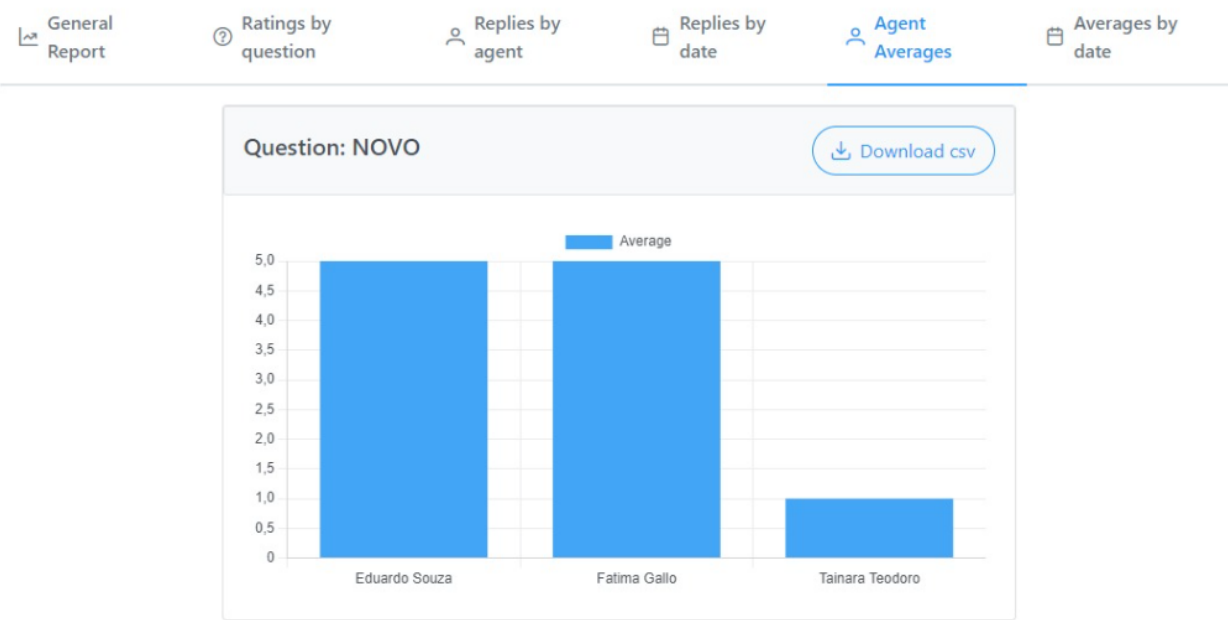 General
Report
Ratings by
question
Replies by
agent
Replies by
date
Agent
Averages
Averages by
date
Question: NOVO
Download csv
Average
5,0
4,5
4,0
3,5
3,0
2,5
2,0
1,5
1,0
0,5
0
Eduardo Souza
Fatima Gallo
Tainara Teodoro